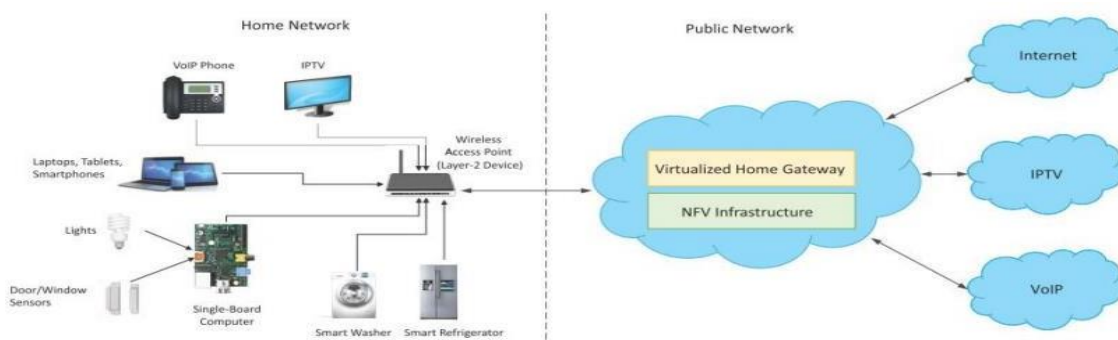 Home Network
Public Network
VoIP Phone
IPTV
Internet
Wireless
Access Point
(Layer-2 Device)
Laptops, Tablets,
Smartphones
Virtualized Home Gateway
IPTV
NFV Infrastructure
Lights
Door/Window
Sensors
Single-Board
Computer
Smart Washer
Smart Refrigerator
VoIP